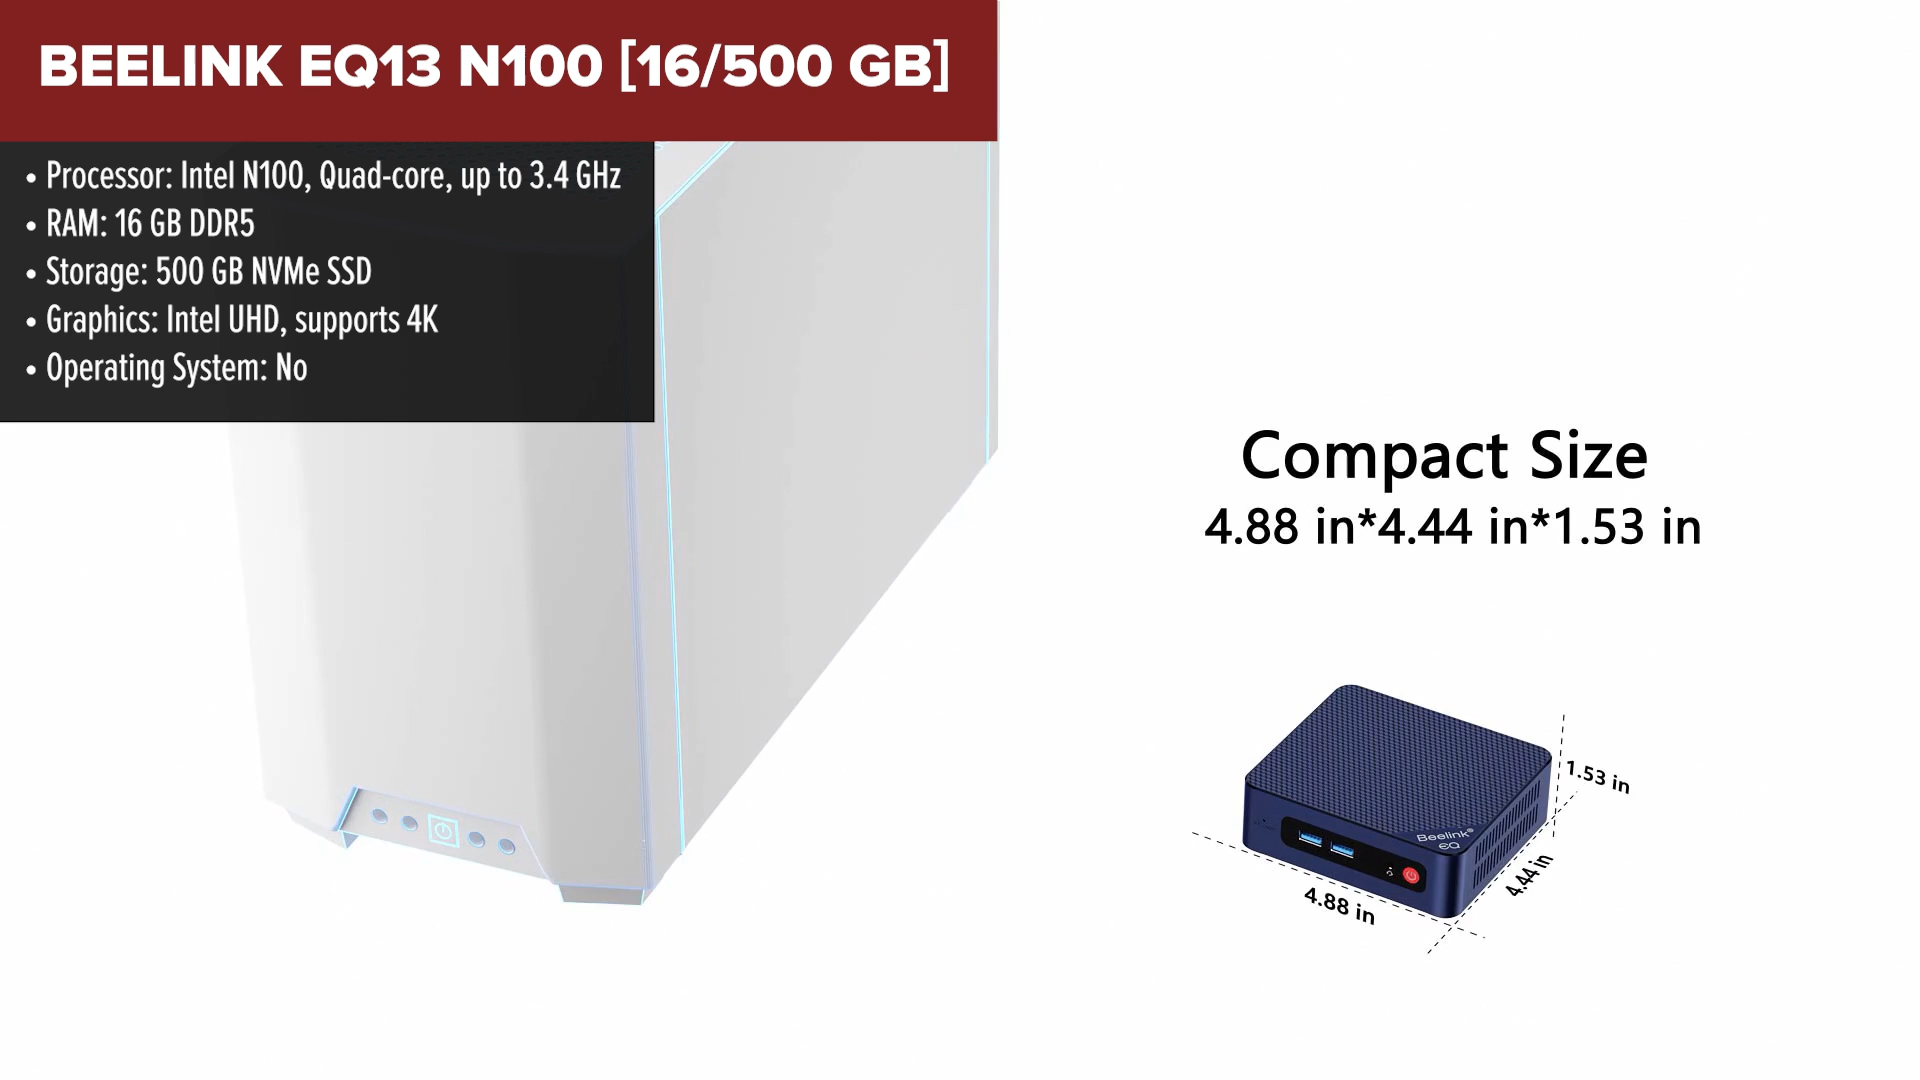 BEELINK EQ13 N100 [16/500 GB]
• Processor: Intel N100, Quad-core, up to 3.4 GHz
• RAM: 16 GB DDR5
• Storage: 500 GB NVMe SSD
• Graphics: Intel UHD, supports 4K
• Operating System: No
Compact Size
4.88 in*4.44 in*1.53 in
1.53 in
Beelink®
EQ
4.44 in
4.88 in